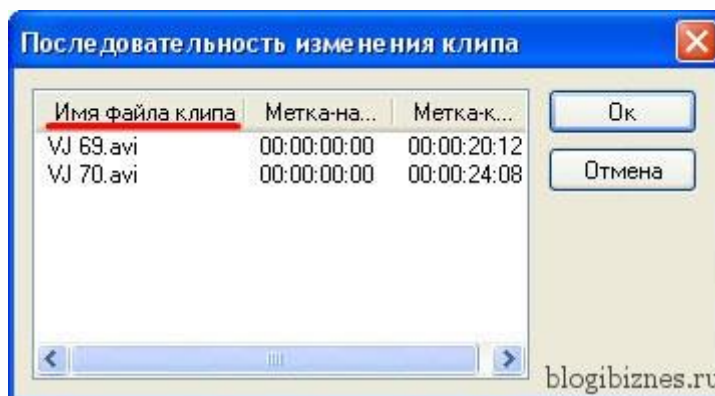 Последовательность изменения клипа
Имя файла клипа Метка-на... Метка-к...
VJ 69.avi 00:00:00:00 00:00:20:12
VJ 70.avi 00:00:00:00 00:00:24:08
Ок
Отмена
blogibiznes.ru